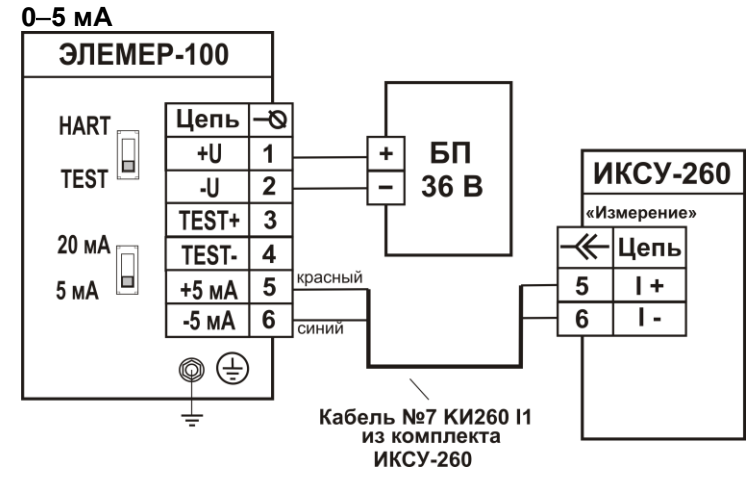 0–5 мА
ЭЛЕМЕР-100
HART
TEST
20 мА
5 мА
Цепь
+U 1
-U 2
TEST+ 3
TEST- 4
+5 мА 5
-5 мА 6
+
−
БП
36 В
красный
синий
ИКСУ-260
«Измерение»
Цепь
5 I +
6 I -
Кабель №7 КИ260 I1
из комплекта
ИКСУ-260